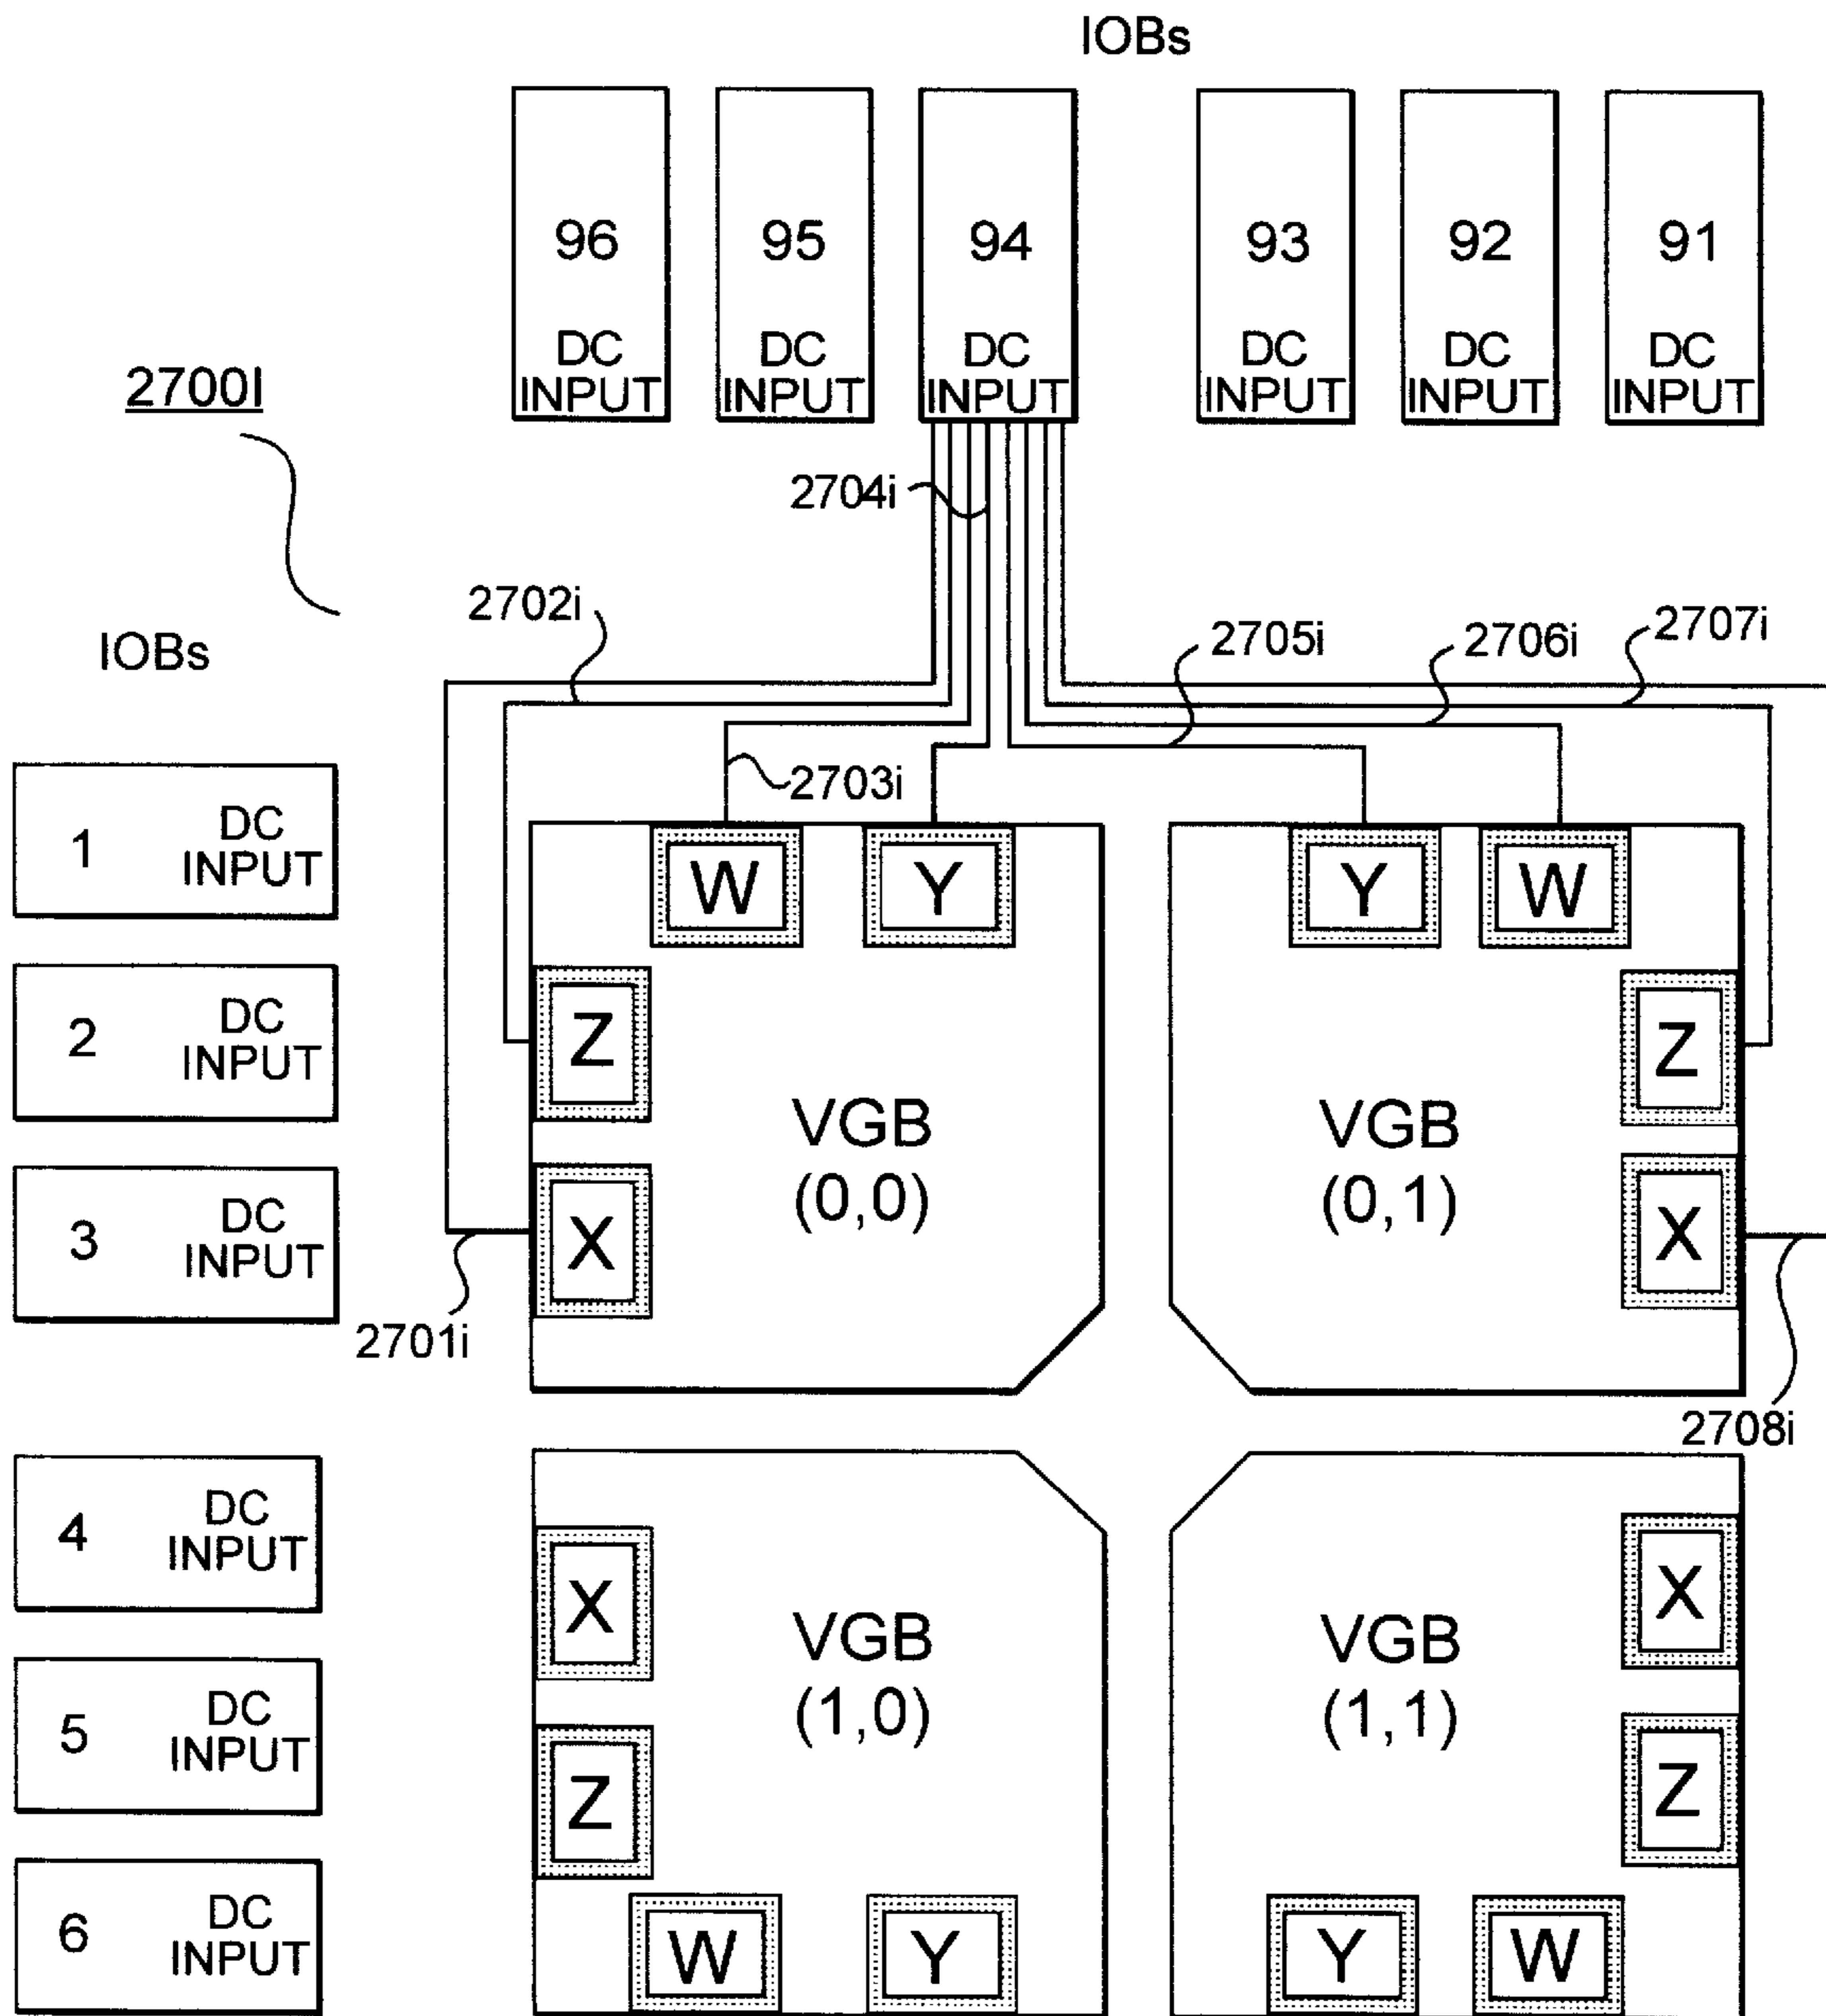 IOBs
96
DC
INPUT
95
DC
INPUT
94
DC
INPUT
93
DC
INPUT
92
DC
INPUT
91
DC
INPUT
2700I
2704i
2702i
2705i
2706i
2707i
IOBs
2703i
1
DC
INPUT
2
DC
INPUT
3
DC
INPUT
W
Y
Z
X
VGB
(0,0)
Y
W
Z
X
VGB
(0,1)
2701i
2708i
4
DC
INPUT
5
DC
INPUT
6
DC
INPUT
X
Z
VGB
(1,0)
W
Y
X
Z
VGB
(1,1)
Y
W